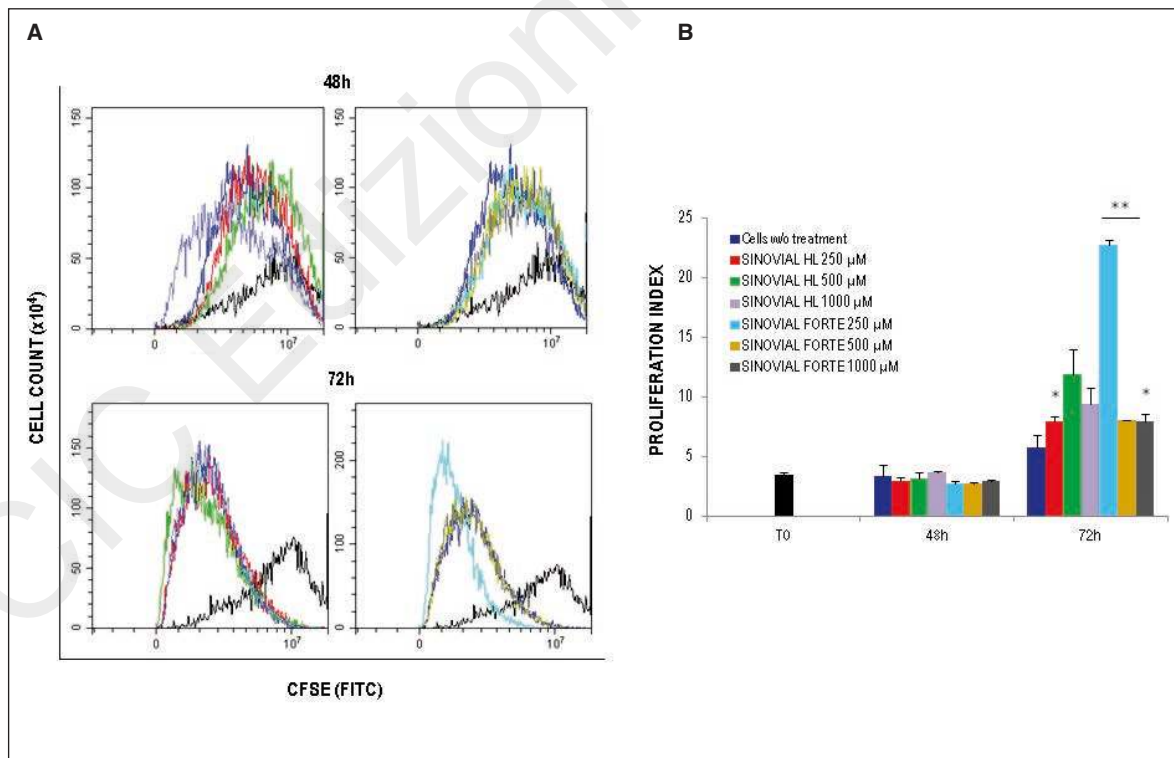 A
B
48h
150
100
50
0
0
10⁷
150
100
50
0
0
10⁷
72h
150
100
50
0
0
10⁷
200
100
0
0
10⁷
CELL COUNT (x10⁴)
CFSE (FITC)
PROLIFERATION INDEX
25
20
15
10
5
0
Cells w/o treatment
SINOVIAL HL 250 µM
SINOVIAL HL 500 µM
SINOVIAL HL 1000 µM
SINOVIAL FORTE 250 µM
SINOVIAL FORTE 500 µM
SINOVIAL FORTE 1000 µM
*
**
*
T0
48h
72h
CIC Edizioni